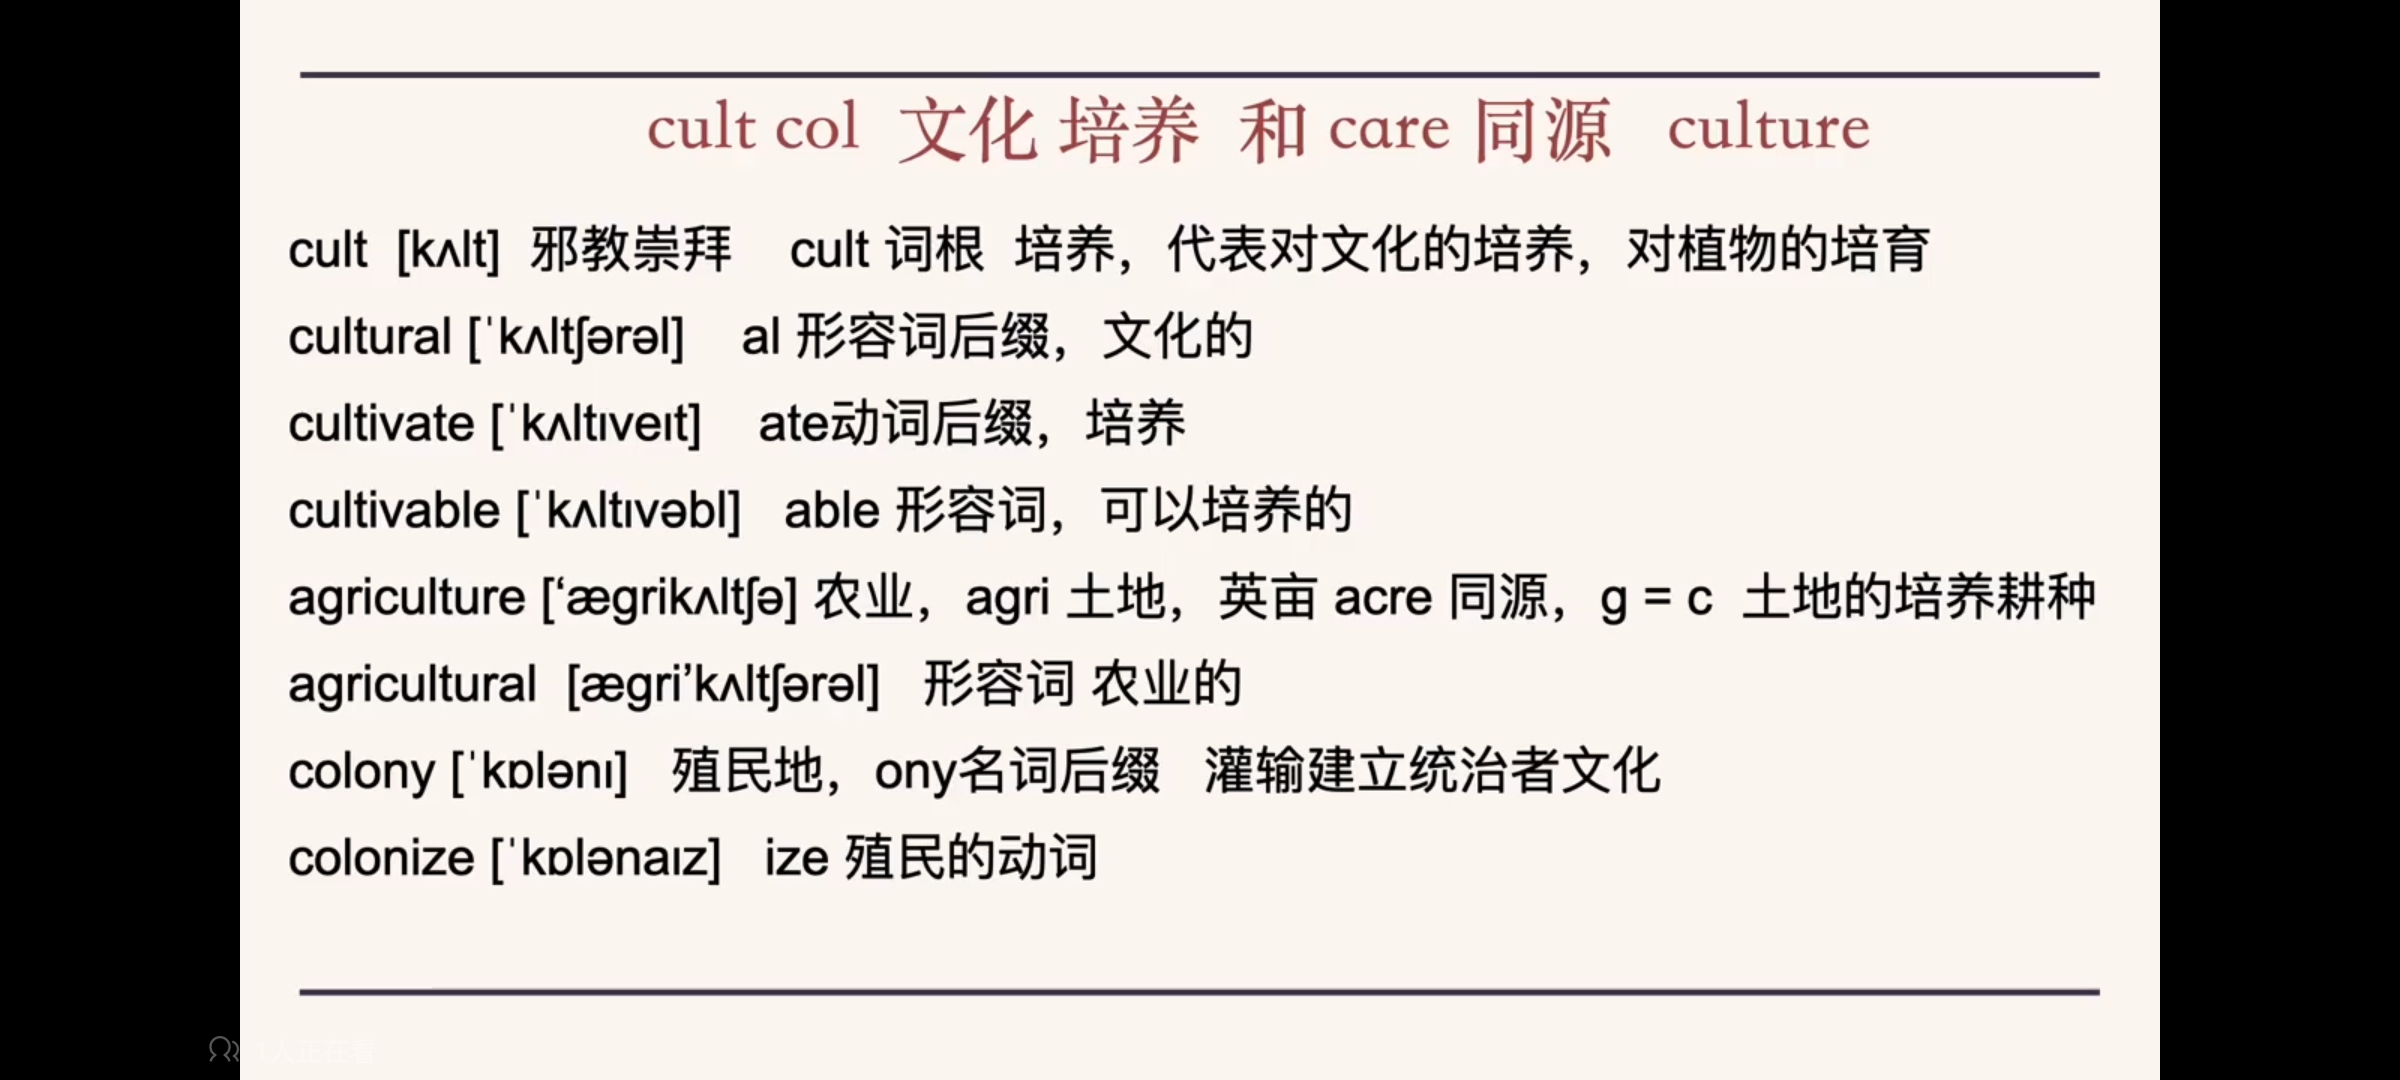 cult col 文化 培养 和 care 同源 culture
cult [kʌlt] 邪教崇拜 cult 词根 培养，代表对文化的培养，对植物的培育
cultural [ˈkʌltʃərəl] al 形容词后缀，文化的
cultivate [ˈkʌltɪveɪt] ate动词后缀，培养
cultivable [ˈkʌltɪvəbl] able 形容词，可以培养的
agriculture [‘ægrikʌltʃə] 农业，agri 土地，英亩 acre 同源，g = c 土地的培养耕种
agricultural [ægri’kʌltʃərəl] 形容词 农业的
colony [ˈkɒlənɪ] 殖民地，ony名词后缀 灌输建立统治者文化
colonize [ˈkɒlənaɪz] ize 殖民的动词
人正在看